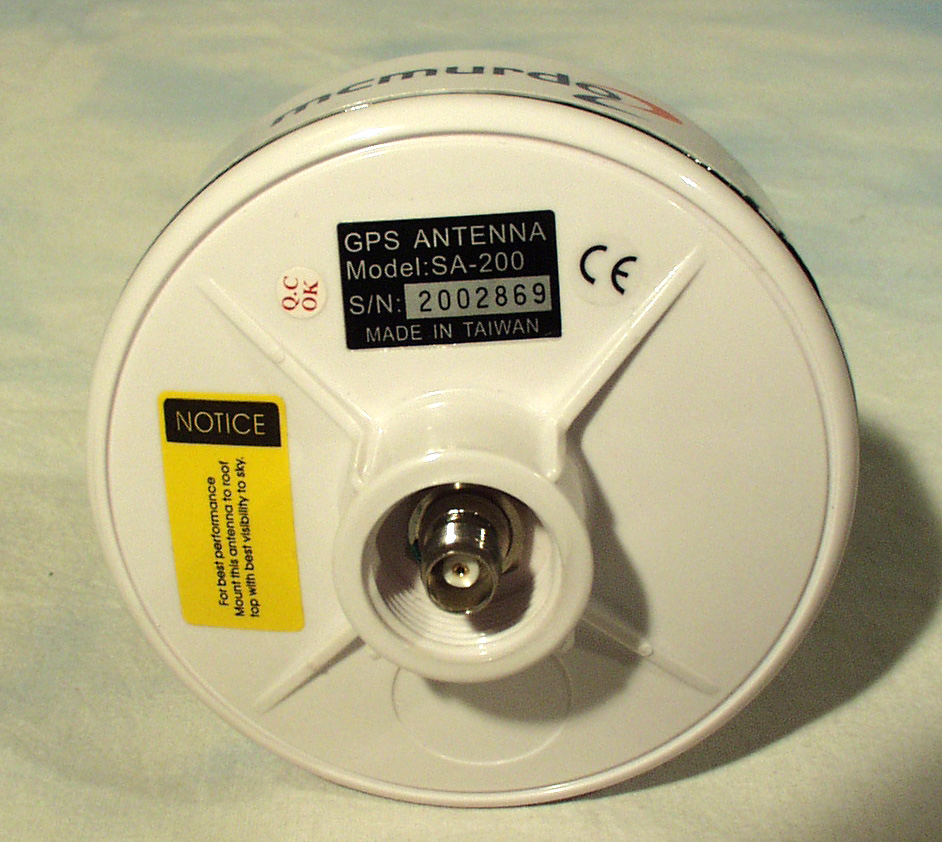 mcmurdo
GPS ANTENNA
Model:SA-200
S/N: 2002869
MADE IN TAIWAN
CE
Q.C
OK
NOTICE
For best performance
Mount this antenna to roof
top with best visibility to sky.